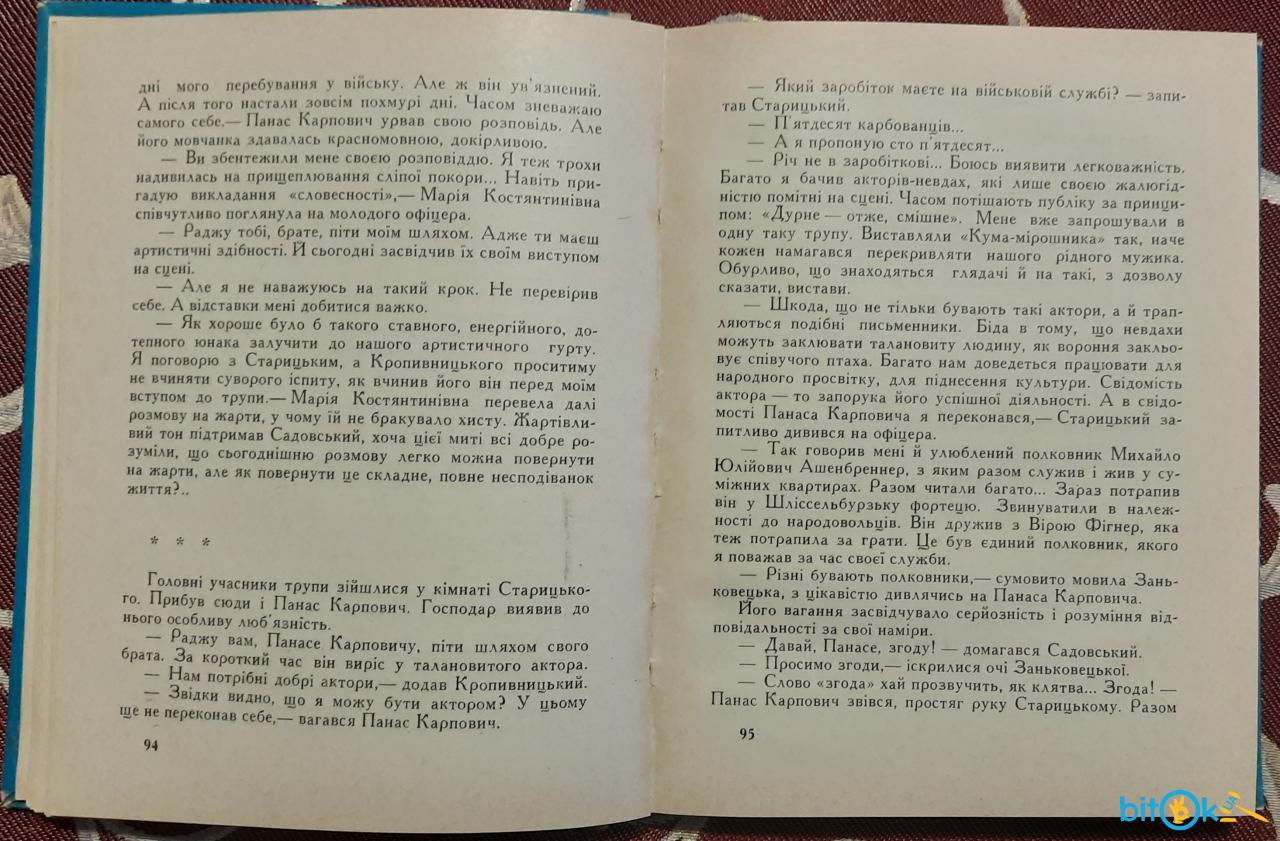 дні мого перебування у війську. Але ж він ув'язнений.
А після того настали зовсім похмурі дні. Часом зневажаю
самого себе.— Панас Карпович урвав свою розповідь. Але
його мовчанка здавалась красномовною, докірливою.
— Ви збентежили мене своєю розповіддю. Я теж трохи
надивилась на прищеплювання сліпої покори... Навіть при-
гадую викладання «словесності»,— Марія Костянтинівна
співчутливо поглянула на молодого офіцера.
— Раджу тобі, брате, піти моїм шляхом. Адже ти маєш
артистичні здібності. Й сьогодні засвідчив їх своїм виступом
на сцені.
— Але я не наважуюсь на такий крок. Не перевірив
себе. А відставки мені добитися важко.
— Як хороше було б такого ставного, енергійного, до-
тепного юнака залучити до нашого артистичного гурту.
Я поговорю з Старицьким, а Кропивницького проситиму
не вчиняти суворого іспиту, як вчинив його він перед моїм
вступом до трупи.— Марія Костянтинівна перевела далі
розмову на жарти, у чому їй не бракувало хисту. Жартівли-
вий тон підтримав Садовський, хоча цієї миті всі добре ро-
зуміли, що сьогоднішню розмову легко можна повернути
на жарти, але як повернути це складне, повне несподіванок
життя?..
* * *
Головні учасники трупи зійшлися у кімнаті Старицько-
го. Прибув сюди і Панас Карпович. Господар виявив до
нього особливу люб'язність.
— Раджу вам, Панасе Карповичу, піти шляхом свого
брата. За короткий час він виріс у талановитого актора.
— Нам потрібні добрі актори,— додав Кропивницький.
— Звідки видно, що я можу бути актором? У цьому
ще не переконав себе,— вагався Панас Карпович.
94
— Який заробіток маєте на військовій службі? — запи-
тав Старицький.
— П'ятдесят карбованців...
— А я пропоную сто п'ятдесят...
— Річ не в заробіткові... Боюсь виявити легковажність.
Багато я бачив акторів-невдах, які лише своєю жалюгід-
ністю помітні на сцені. Часом потішають публіку за принци-
пом: «Дурне — отже, смішне». Мене вже запрошували в
одну таку трупу. Виставляли «Кума-мірошника» так, наче
кожен намагався перекривляти нашого рідного мужика.
Обурливо, що знаходяться глядачі й на такі, з дозволу
сказати, вистави.
— Шкода, що не тільки бувають такі актори, а й трап-
ляються подібні письменники. Біда в тому, що невдахи
можуть заклювати талановиту людину, як вороння закльо-
вує співучого птаха. Багато нам доведеться працювати для
народного просвітку, для піднесення культури. Свідомість
актора — то запорука його успішної діяльності. А в свідо-
мості Панаса Карповича я переконався,— Старицький за-
питливо дивився на офіцера.
— Так говорив мені й улюблений полковник Михайло
Юлійович Ашенбреннер, з яким разом служив і жив у су-
міжних квартирах. Разом читали багато... Зараз потрапив
він у Шліссельбурзьку фортецю. Звинуватили в належ-
ності до народовольців. Він дружив з Вірою Фігнер, яка
теж потрапила за грати. Це був єдиний полковник, якого
я поважав за час своєї служби.
— Різні бувають полковники,— сумовито мовила Зань-
ковецька, з цікавістю дивлячись на Панаса Карповича.
Його вагання засвідчувало серйозність і розуміння від-
повідальності за свої наміри.
— Давай, Панасе, згоду! — домагався Садовський.
— Просимо згоди,— іскрилися очі Заньковецької.
— Слово «згода» хай прозвучить, як клятва... Згода! —
Панас Карпович звівся, простяг руку Старицькому. Разом
95
bitok.ua